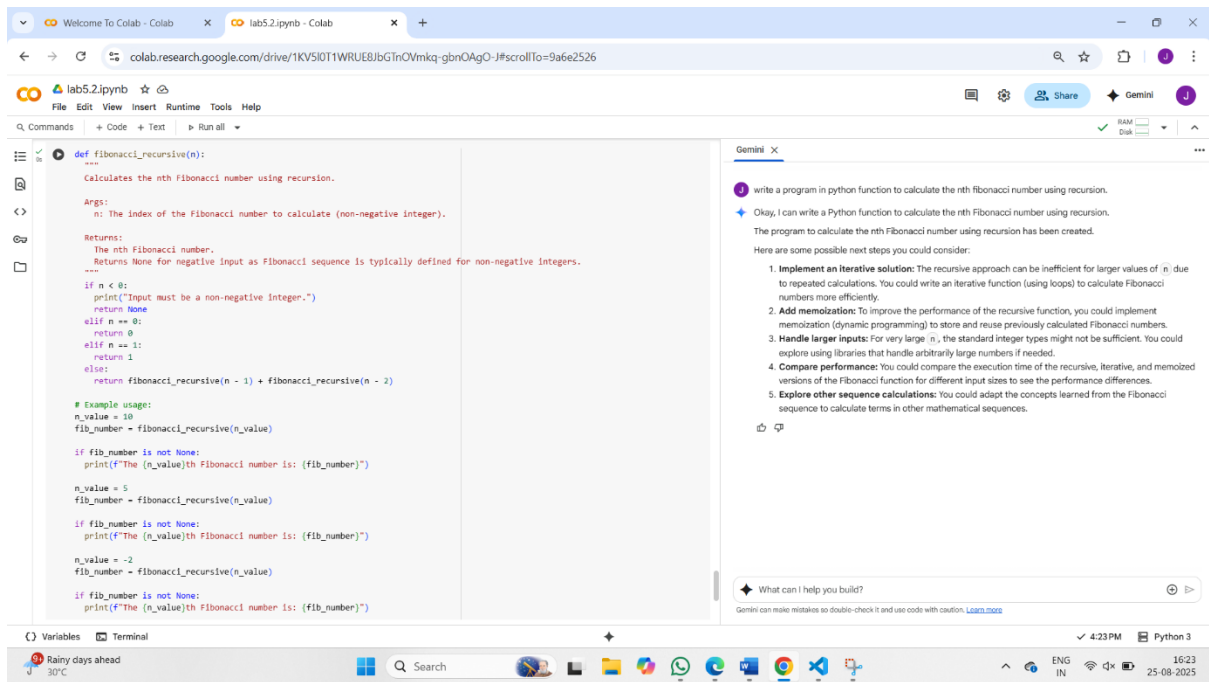 Welcome To Colab - Colab
lab5.2.ipynb - Colab
colab.research.google.com/drive/1KV5l0T1WRUE8JbGTnOVmkq-gbnOAgO-J#scrollTo=9a6e2526
J
lab5.2.ipynb
File Edit View Insert Runtime Tools Help
Share
Gemini
J
Commands + Code + Text Run all
RAM
Disk
0s
def fibonacci_recursive(n):
"""
Calculates the nth Fibonacci number using recursion.
Args:
n: The index of the Fibonacci number to calculate (non-negative integer).
Returns:
The nth Fibonacci number.
Returns None for negative input as Fibonacci sequence is typically defined for non-negative integers.
"""
if n < 0:
print("Input must be a non-negative integer.")
return None
elif n == 0:
return 0
elif n == 1:
return 1
else:
return fibonacci_recursive(n - 1) + fibonacci_recursive(n - 2)
# Example usage:
n_value = 10
fib_number = fibonacci_recursive(n_value)
if fib_number is not None:
print(f"The {n_value}th Fibonacci number is: {fib_number}")
n_value = 5
fib_number = fibonacci_recursive(n_value)
if fib_number is not None:
print(f"The {n_value}th Fibonacci number is: {fib_number}")
n_value = -2
fib_number = fibonacci_recursive(n_value)
if fib_number is not None:
print(f"The {n_value}th Fibonacci number is: {fib_number}")
Gemini
J
write a program in python function to calculate the nth fibonacci number using recursion.
Okay, I can write a Python function to calculate the nth Fibonacci number using recursion.
The program to calculate the nth Fibonacci number using recursion has been created.
Here are some possible next steps you could consider:
1. Implement an iterative solution: The recursive approach can be inefficient for larger values of n due
to repeated calculations. You could write an iterative function (using loops) to calculate Fibonacci
numbers more efficiently.
2. Add memoization: To improve the performance of the recursive function, you could implement
memoization (dynamic programming) to store and reuse previously calculated Fibonacci numbers.
3. Handle larger inputs: For very large n, the standard integer types might not be sufficient. You could
explore using libraries that handle arbitrarily large numbers if needed.
4. Compare performance: You could compare the execution time of the recursive, iterative, and memoized
versions of the Fibonacci function for different input sizes to see the performance differences.
5. Explore other sequence calculations: You could adapt the concepts learned from the Fibonacci
sequence to calculate terms in other mathematical sequences.
What can I help you build?
Gemini can make mistakes so double-check it and use code with caution. Learn more
Variables Terminal
4:23 PM Python 3
9+
Rainy days ahead
30°C
Search
ENG
IN
16:23
25-08-2025